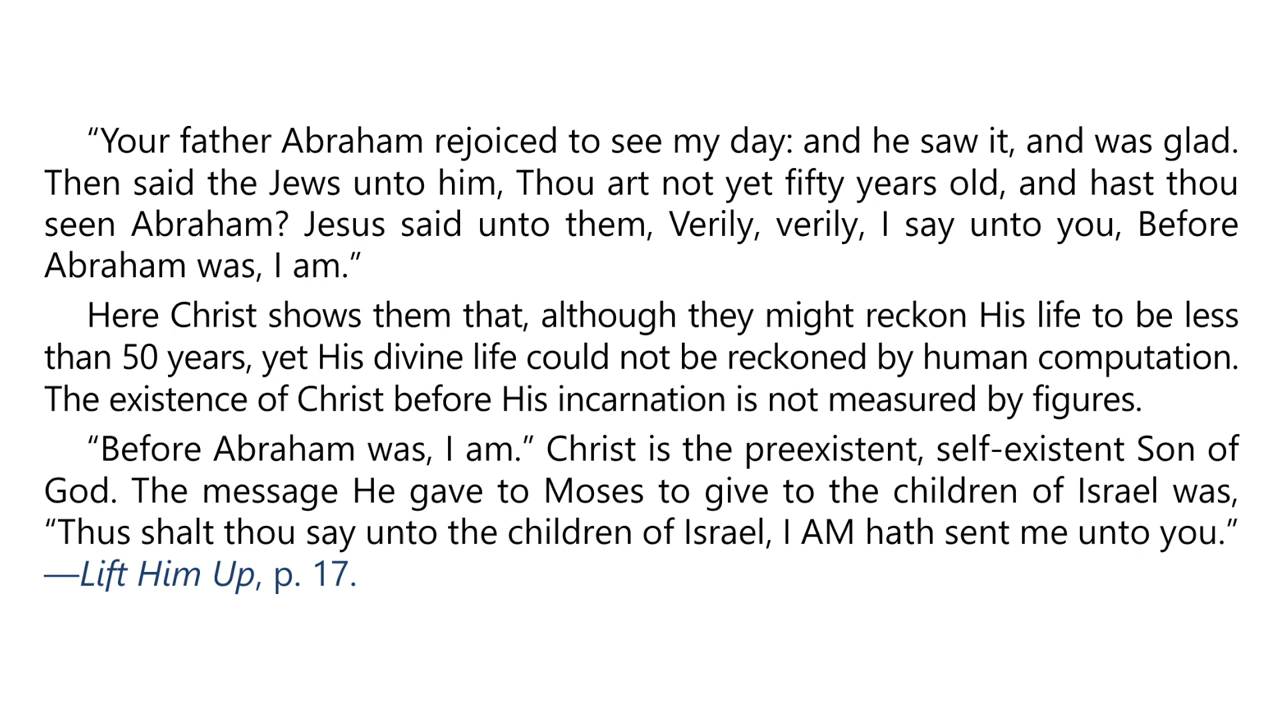 “Your father Abraham rejoiced to see my day: and he saw it, and was glad.
Then said the Jews unto him, Thou art not yet fifty years old, and hast thou
seen Abraham? Jesus said unto them, Verily, verily, I say unto you, Before
Abraham was, I am.”
Here Christ shows them that, although they might reckon His life to be less
than 50 years, yet His divine life could not be reckoned by human computation.
The existence of Christ before His incarnation is not measured by figures.
“Before Abraham was, I am.” Christ is the preexistent, self-existent Son of
God. The message He gave to Moses to give to the children of Israel was,
“Thus shalt thou say unto the children of Israel, I AM hath sent me unto you.”
—Lift Him Up, p. 17.